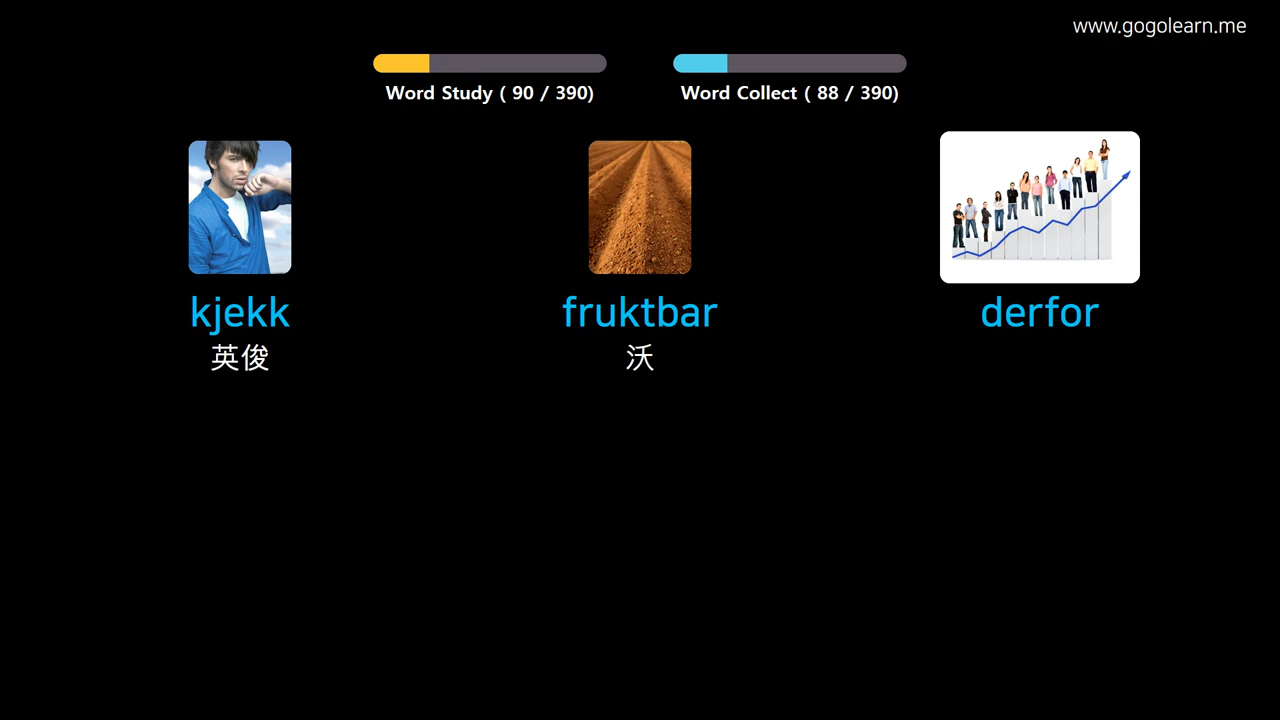 www.gogolearn.me
Word Study ( 90 / 390)
Word Collect ( 88 / 390)
kjekk
英俊
fruktbar
沃
derfor